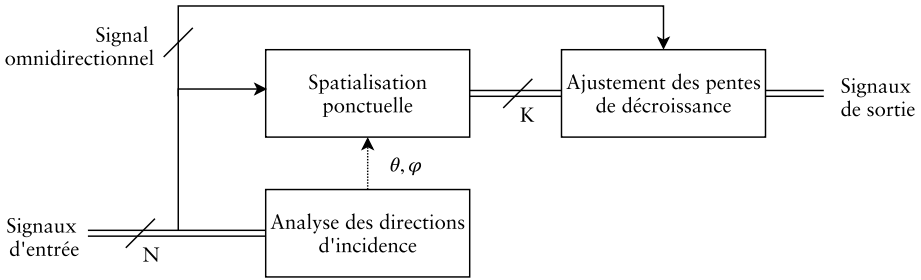 Signal
omnidirectionnel
Spatialisation
ponctuelle
K
Ajustement des pentes
de décroissance
Signaux
de sortie
θ, φ
Signaux
d'entrée
N
Analyse des directions
d'incidence